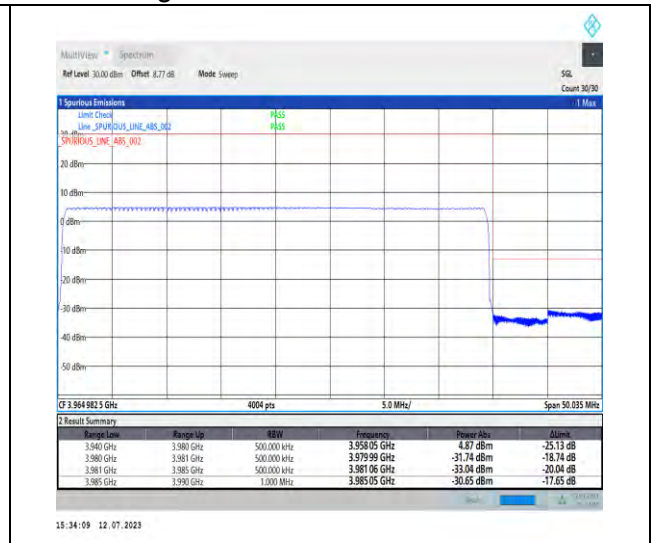 MultiView Spectrum
Ref Level 30.00 dBm Offset 8.77 dB Mode Sweep SGL
Count 30/30
1 Spurious Emissions 1 Max
Limit Check PASS
Line _SPURIOUS_LINE_ABS_002 PASS
30 dBm
_SPURIOUS_LINE_ABS_002
20 dBm
10 dBm
0 dBm
-10 dBm
-20 dBm
-30 dBm
-40 dBm
-50 dBm
CF 3.964 982 5 GHz 4004 pts 5.0 MHz/ Span 50.035 MHz
2 Result Summary
Range Low Range Up RBW Frequency Power Abs ΔLimit
3.940 GHz 3.980 GHz 500.000 kHz 3.958 05 GHz 4.87 dBm -25.13 dB
3.980 GHz 3.981 GHz 500.000 kHz 3.979 99 GHz -31.74 dBm -18.74 dB
3.981 GHz 3.985 GHz 500.000 kHz 3.981 06 GHz -33.04 dBm -20.04 dB
3.985 GHz 3.990 GHz 1.000 MHz 3.985 05 GHz -30.65 dBm -17.65 dB
15:34:09 12.07.2023